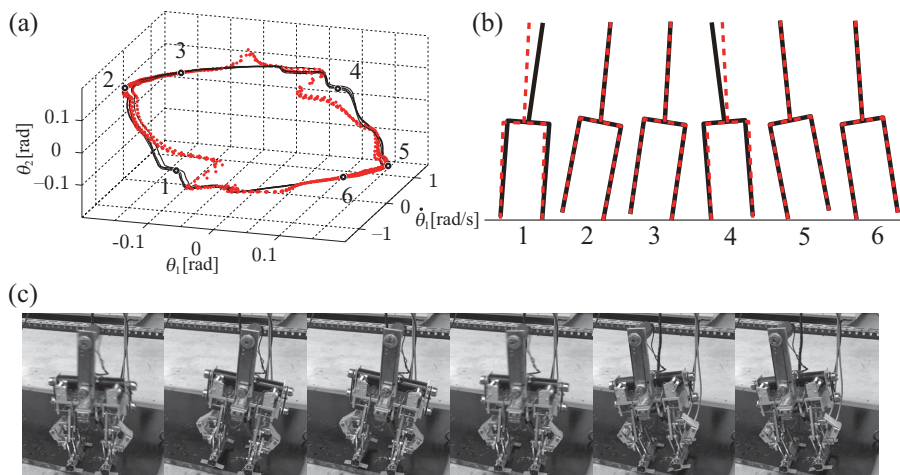 (a)
(b)
3
4
2
0.1
0
−0.1
θ₂[rad]
1
5
6
1
0
−1
θ̇₁[rad/s]
-0.1
0
0.1
θ₁[rad]
1 2 3 4 5 6
(c)